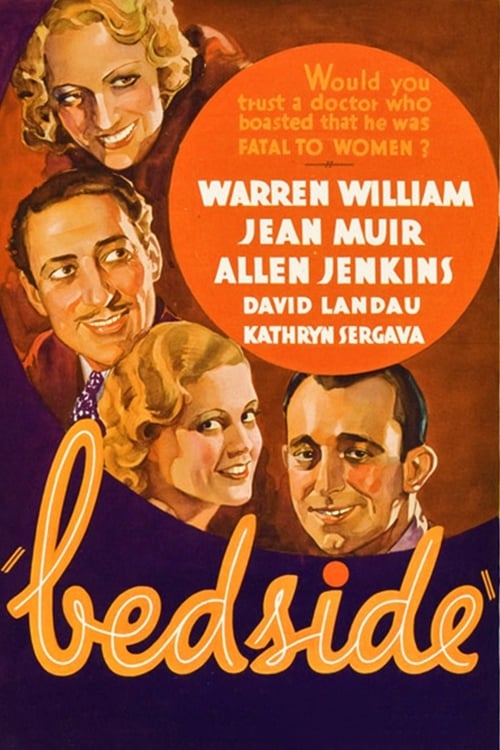 Would you
trust a doctor who
boasted that he was
FATAL TO WOMEN?
WARREN WILLIAM
JEAN MUIR
ALLEN JENKINS
DAVID LANDAU
KATHRYN SERGAVA
"bedside"